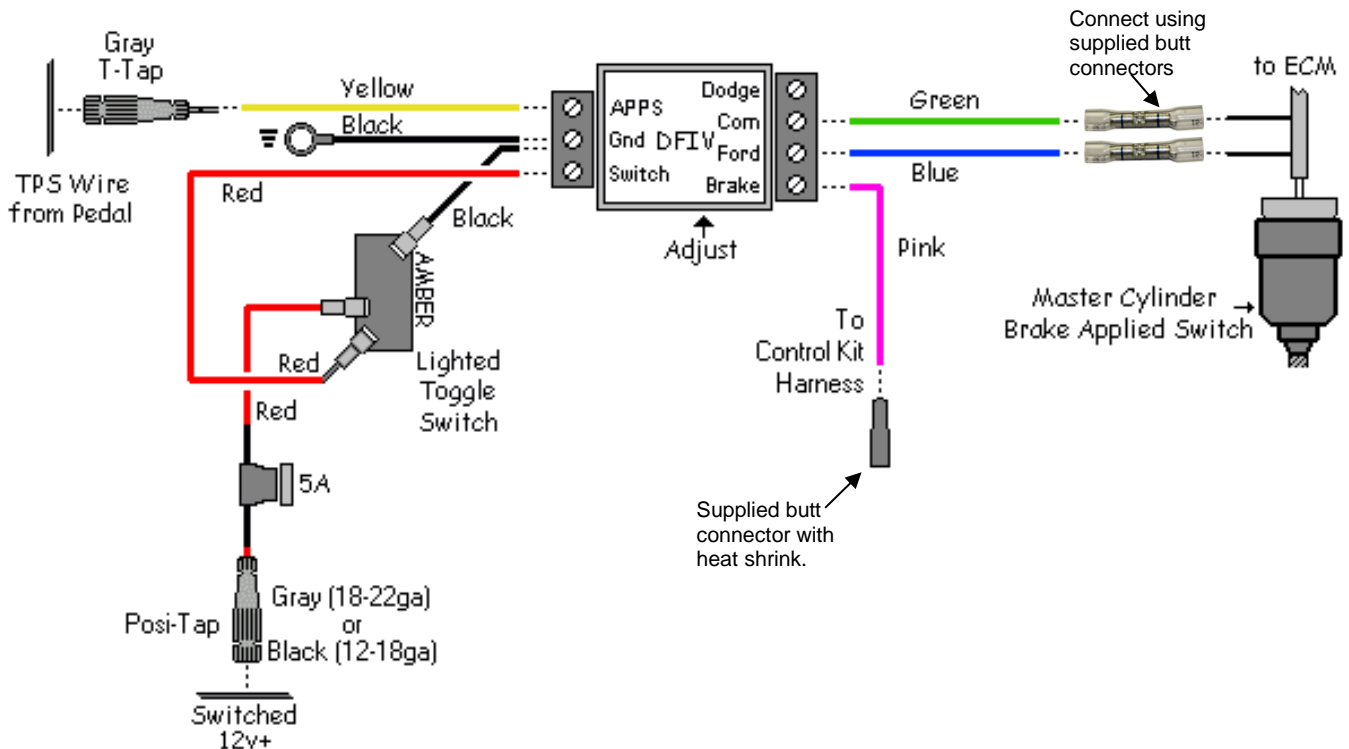 Connect using
supplied butt
connectors
to ECM
Gray
T-Tap
Yellow
Black
TPS Wire
from Pedal
APPS
Gnd
Switch
DFIV
Dodge
Com
Ford
Brake
Green
Blue
Red
Black
Adjust
Pink
AMBER
Master Cylinder
Brake Applied Switch
To
Control Kit
Harness
Red
Lighted
Toggle
Switch
Red
5A
Supplied butt
connector with
heat shrink.
Posi-Tap
Gray (18-22ga)
or
Black (12-18ga)
Switched
12v+